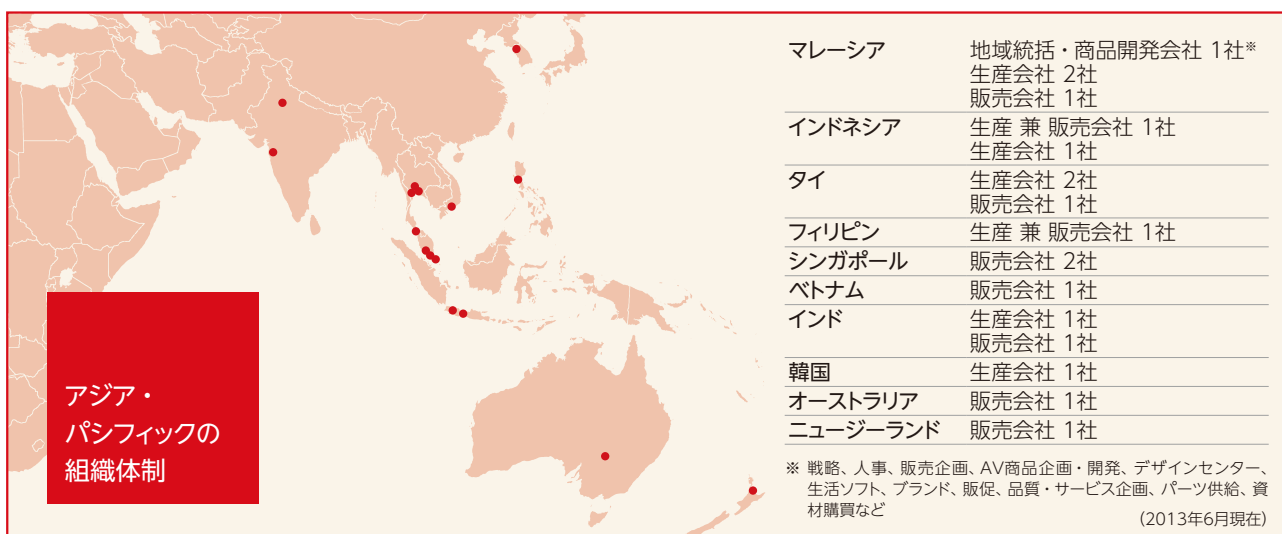 アジア・
パシフィックの
組織体制
マレーシア 地域統括・商品開発会社 1社※
生産会社 2社
販売会社 1社
インドネシア 生産 兼 販売会社 1社
生産会社 1社
タイ 生産会社 2社
販売会社 1社
フィリピン 生産 兼 販売会社 1社
シンガポール 販売会社 2社
ベトナム 販売会社 1社
インド 生産会社 1社
販売会社 1社
韓国 生産会社 1社
オーストラリア 販売会社 1社
ニュージーランド 販売会社 1社
※ 戦略、人事、販売企画、AV商品企画・開発、デザインセンター、
生活ソフト、ブランド、販促、品質・サービス企画、パーツ供給、資
材購買など
(2013年6月現在)